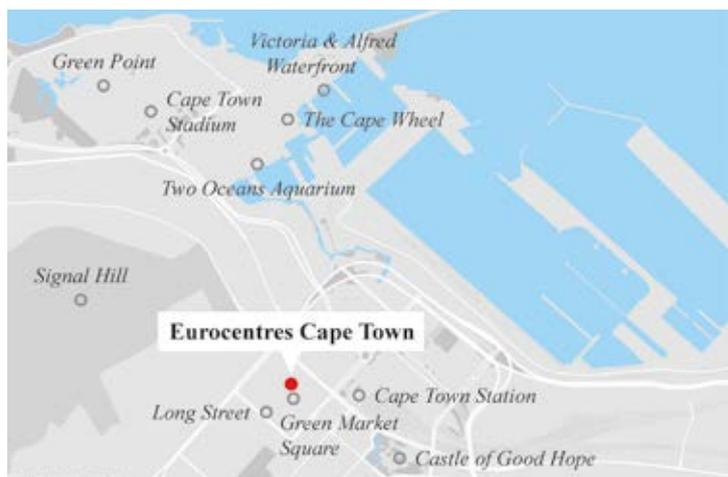 Victoria & Alfred
Waterfront
Green Point
Cape Town
Stadium
The Cape Wheel
Two Oceans Aquarium
Signal Hill
Eurocentres Cape Town
Cape Town Station
Long Street
Green Market
Square
Castle of Good Hope